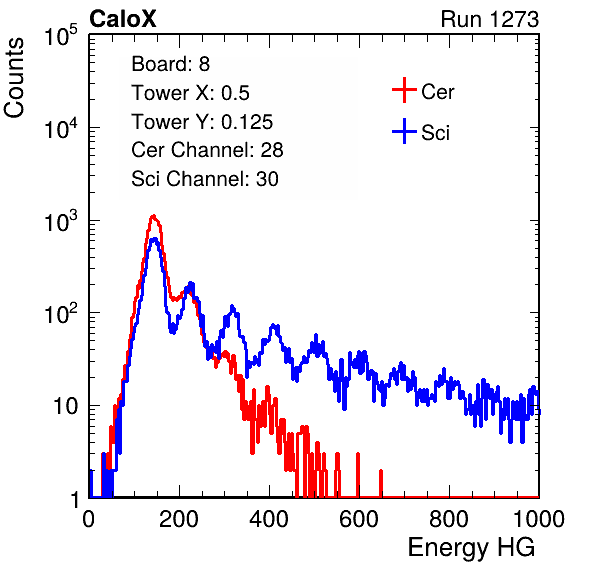 CaloX Run 1273
Counts
Board: 8
Tower X: 0.5
Tower Y: 0.125
Cer Channel: 28
Sci Channel: 30
Cer
Sci
10^5
10^4
10^3
10^2
10
1
0 200 400 600 800 1000
Energy HG